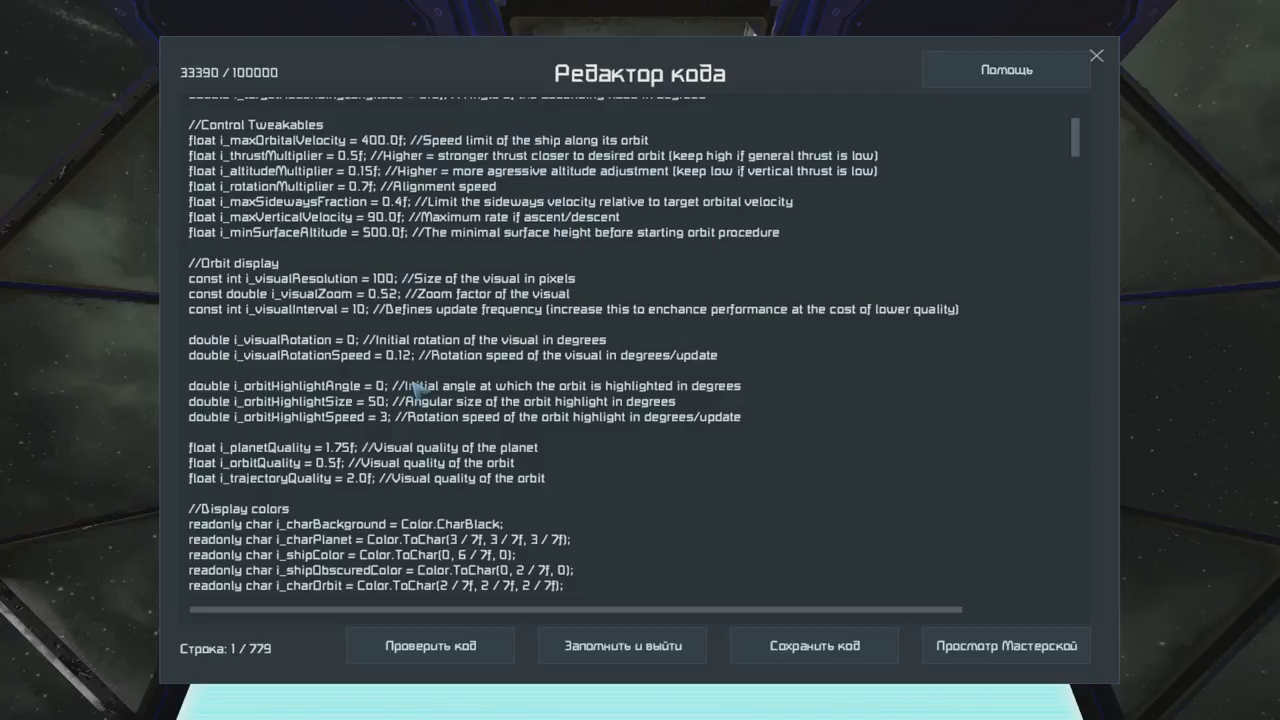 33390 / 100000
Редактор кода
Помощь
//Control Tweakables
float i_maxOrbitalVelocity = 400.0f; //Speed limit of the ship along its orbit
float i_thrustMultiplier = 0.5f; //Higher = stronger thrust closer to desired orbit (keep high if general thrust is low)
float i_altitudeMultiplier = 0.15f; //Higher = more agressive altitude adjustment (keep low if vertical thrust is low)
float i_rotationMultiplier = 0.7f; //Alignment speed
float i_maxSidewaysFraction = 0.4f; //Limit the sideways velocity relative to target orbital velocity
float i_maxVerticalVelocity = 90.0f; //Maximum rate if ascent/descent
float i_minSurfaceAltitude = 500.0f; //The minimal surface height before starting orbit procedure
//Orbit display
const int i_visualResolution = 100; //Size of the visual in pixels
const double i_visualZoom = 0.52; //Zoom factor of the visual
const int i_visualInterval = 10; //Defines update frequency (increase this to enchance performance at the cost of lower quality)
double i_visualRotation = 0; //Initial rotation of the visual in degrees
double i_visualRotationSpeed = 0.12; //Rotation speed of the visual in degrees/update
double i_orbitHighlightAngle = 0; //Initial angle at which the orbit is highlighted in degrees
double i_orbitHighlightSize = 50; //Angular size of the orbit highlight in degrees
double i_orbitHighlightSpeed = 3; //Rotation speed of the orbit highlight in degrees/update
float i_planetQuality = 1.75f; //Visual quality of the planet
float i_orbitQuality = 0.5f; //Visual quality of the orbit
float i_trajectoryQuality = 2.0f; //Visual quality of the orbit
//Display colors
readonly char i_charBackground = Color.CharBlack;
readonly char i_charPlanet = Color.ToChar(3 / 7f, 3 / 7f, 3 / 7f);
readonly char i_shipColor = Color.ToChar(0, 6 / 7f, 0);
readonly char i_shipObscuredColor = Color.ToChar(0, 2 / 7f, 0);
readonly char i_charOrbit = Color.ToChar(2 / 7f, 2 / 7f, 2 / 7f);
Строка: 1 / 779
Проверить код
Заполнить и выйти
Сохранить код
Просмотр Мастерской